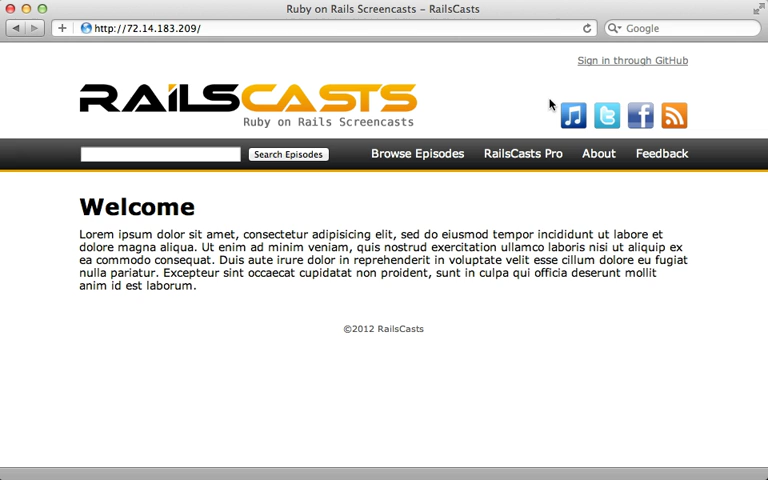 Ruby on Rails Screencasts – RailsCasts
http://72.14.183.209/
Google
Sign in through GitHub
RAILSCASTS
Ruby on Rails Screencasts
Search Episodes
Browse Episodes
RailsCasts Pro
About
Feedback
Welcome
Lorem ipsum dolor sit amet, consectetur adipisicing elit, sed do eiusmod tempor incididunt ut labore et
dolore magna aliqua. Ut enim ad minim veniam, quis nostrud exercitation ullamco laboris nisi ut aliquip ex
ea commodo consequat. Duis aute irure dolor in reprehenderit in voluptate velit esse cillum dolore eu fugiat
nulla pariatur. Excepteur sint occaecat cupidatat non proident, sunt in culpa qui officia deserunt mollit
anim id est laborum.
©2012 RailsCasts